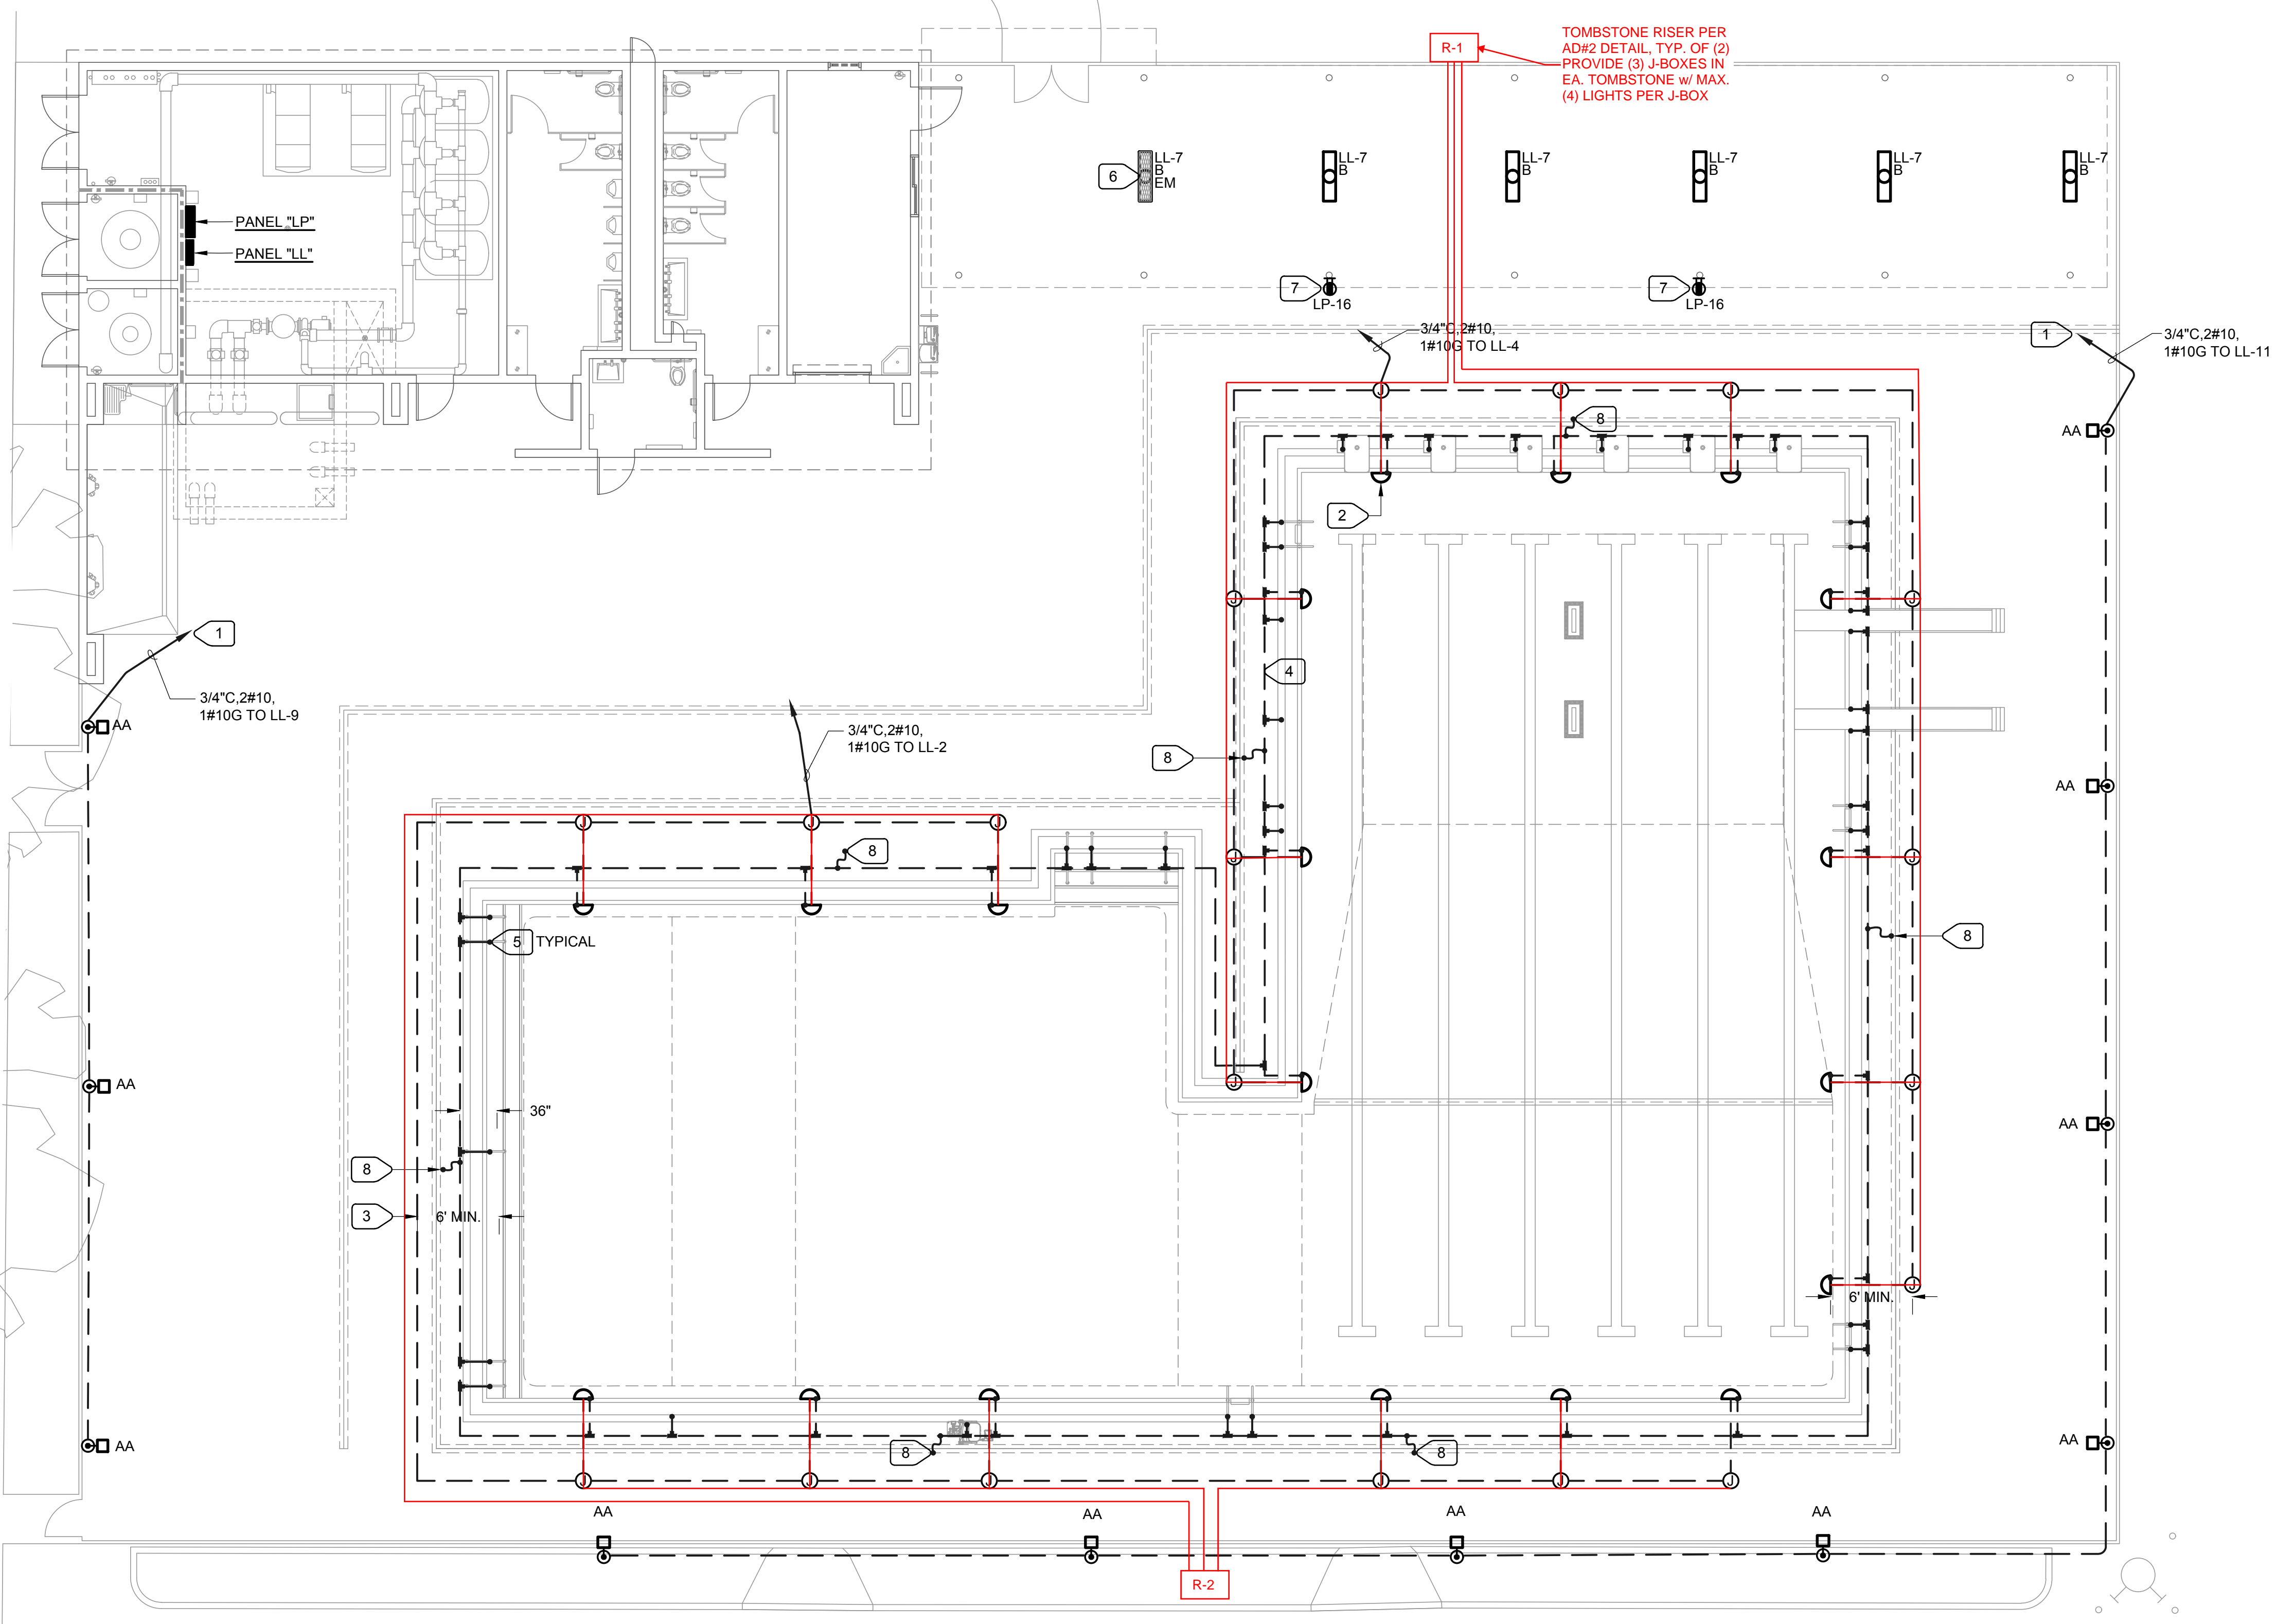 TOMBSTONE RISER PER
AD#2 DETAIL, TYP. OF (2)
PROVIDE (3) J-BOXES IN
EA. TOMBSTONE w/ MAX.
(4) LIGHTS PER J-BOX
R-1
LL-7
B
EM
LL-7
B
LL-7
B
LL-7
B
LL-7
B
LL-7
B
6
PANEL "LP"
PANEL "LL"
7
LP-16
7
LP-16
3/4"C,2#10,
1#10G TO LL-4
1
3/4"C,2#10,
1#10G TO LL-11
J
J
J
8
AA
2
J
J
1
4
3/4"C,2#10,
1#10G TO LL-9
AA
3/4"C,2#10,
1#10G TO LL-2
8
AA
J
J
J
8
J
J
5 TYPICAL
8
AA
J
J
AA
36"
8
3
6' MIN.
J
6' MIN.
AA
8
8
AA
J
J
J
J
J
J
AA
AA
AA
AA
R-2